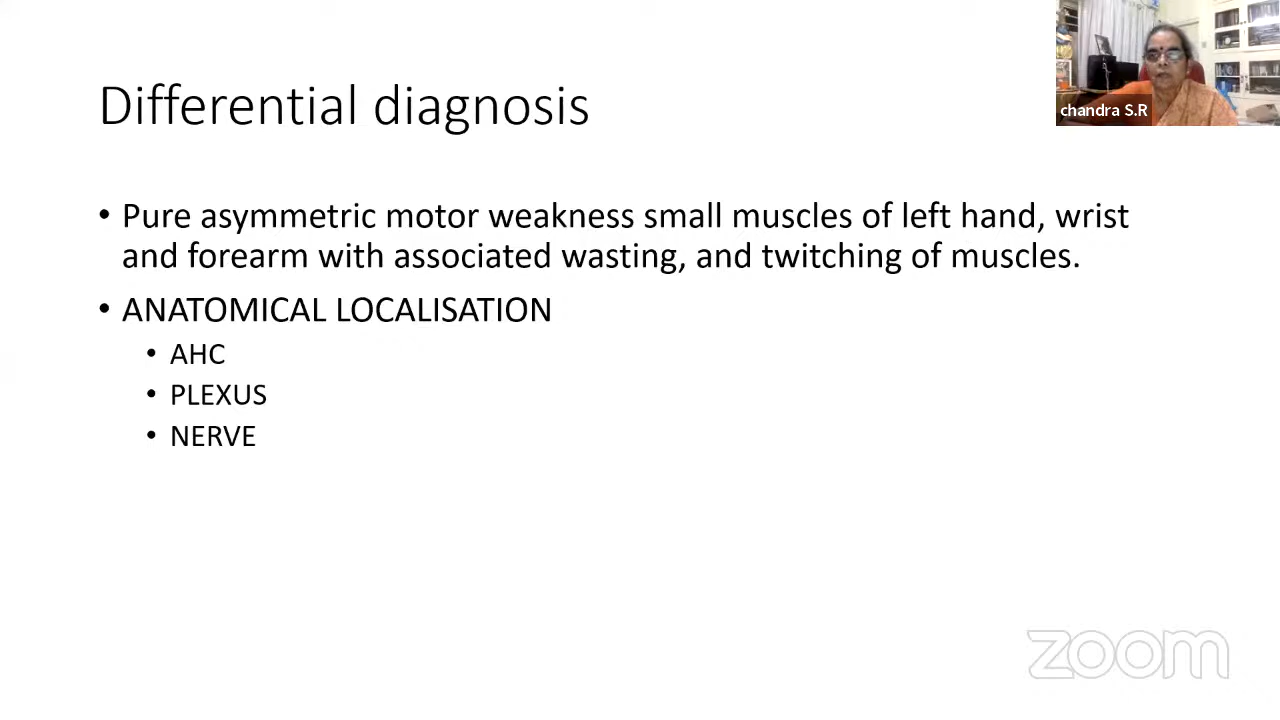 chandra S.R
Differential diagnosis
• Pure asymmetric motor weakness small muscles of left hand, wrist
and forearm with associated wasting, and twitching of muscles.
• ANATOMICAL LOCALISATION
• AHC
• PLEXUS
• NERVE
zoom